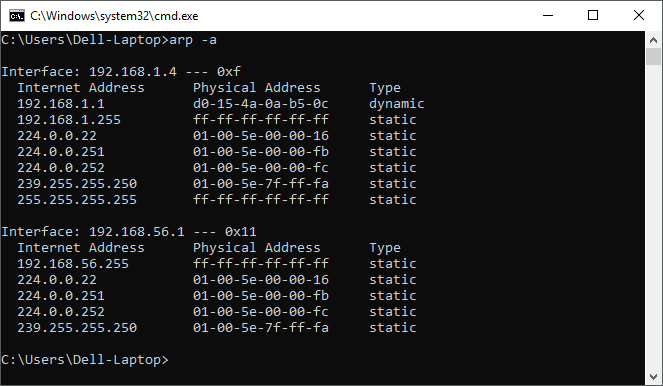 C:\Windows\system32\cmd.exe
C:\Users\Dell-Laptop>arp -a
Interface: 192.168.1.4 --- 0xf
Internet Address Physical Address Type
192.168.1.1 d0-15-4a-0a-b5-0c dynamic
192.168.1.255 ff-ff-ff-ff-ff-ff static
224.0.0.22 01-00-5e-00-00-16 static
224.0.0.251 01-00-5e-00-00-fb static
224.0.0.252 01-00-5e-00-00-fc static
239.255.255.250 01-00-5e-7f-ff-fa static
255.255.255.255 ff-ff-ff-ff-ff-ff static
Interface: 192.168.56.1 --- 0x11
Internet Address Physical Address Type
192.168.56.255 ff-ff-ff-ff-ff-ff static
224.0.0.22 01-00-5e-00-00-16 static
224.0.0.251 01-00-5e-00-00-fb static
224.0.0.252 01-00-5e-00-00-fc static
239.255.255.250 01-00-5e-7f-ff-fa static
C:\Users\Dell-Laptop>